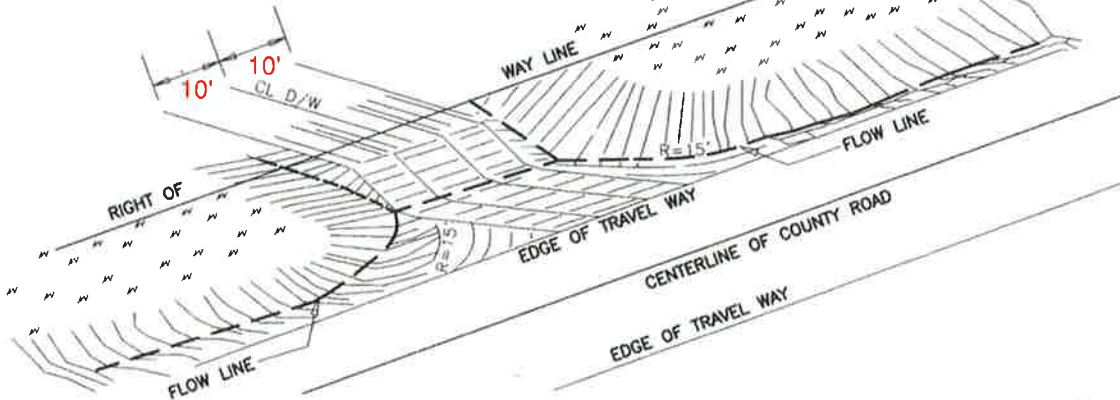 10'
10'
CL D/W
WAY LINE
R=15'
FLOW LINE
RIGHT OF
R=15'
EDGE OF TRAVEL WAY
CENTERLINE OF COUNTY ROAD
EDGE OF TRAVEL WAY
FLOW LINE